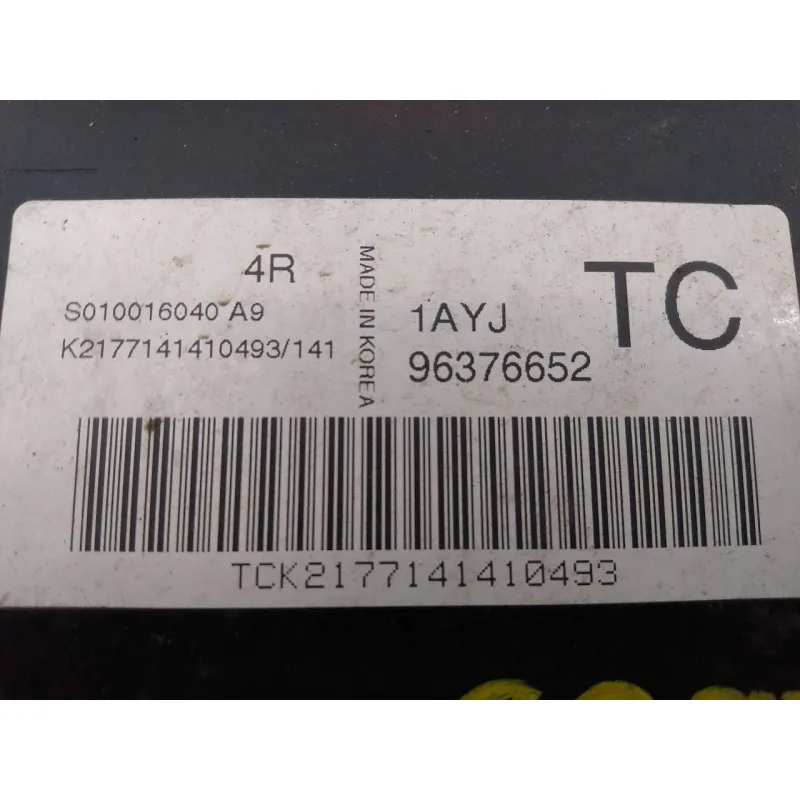 4R
S010016040 A9
K2177141410493/141
MADE IN KOREA
1AYJ
96376652
TC
TCK2177141410493